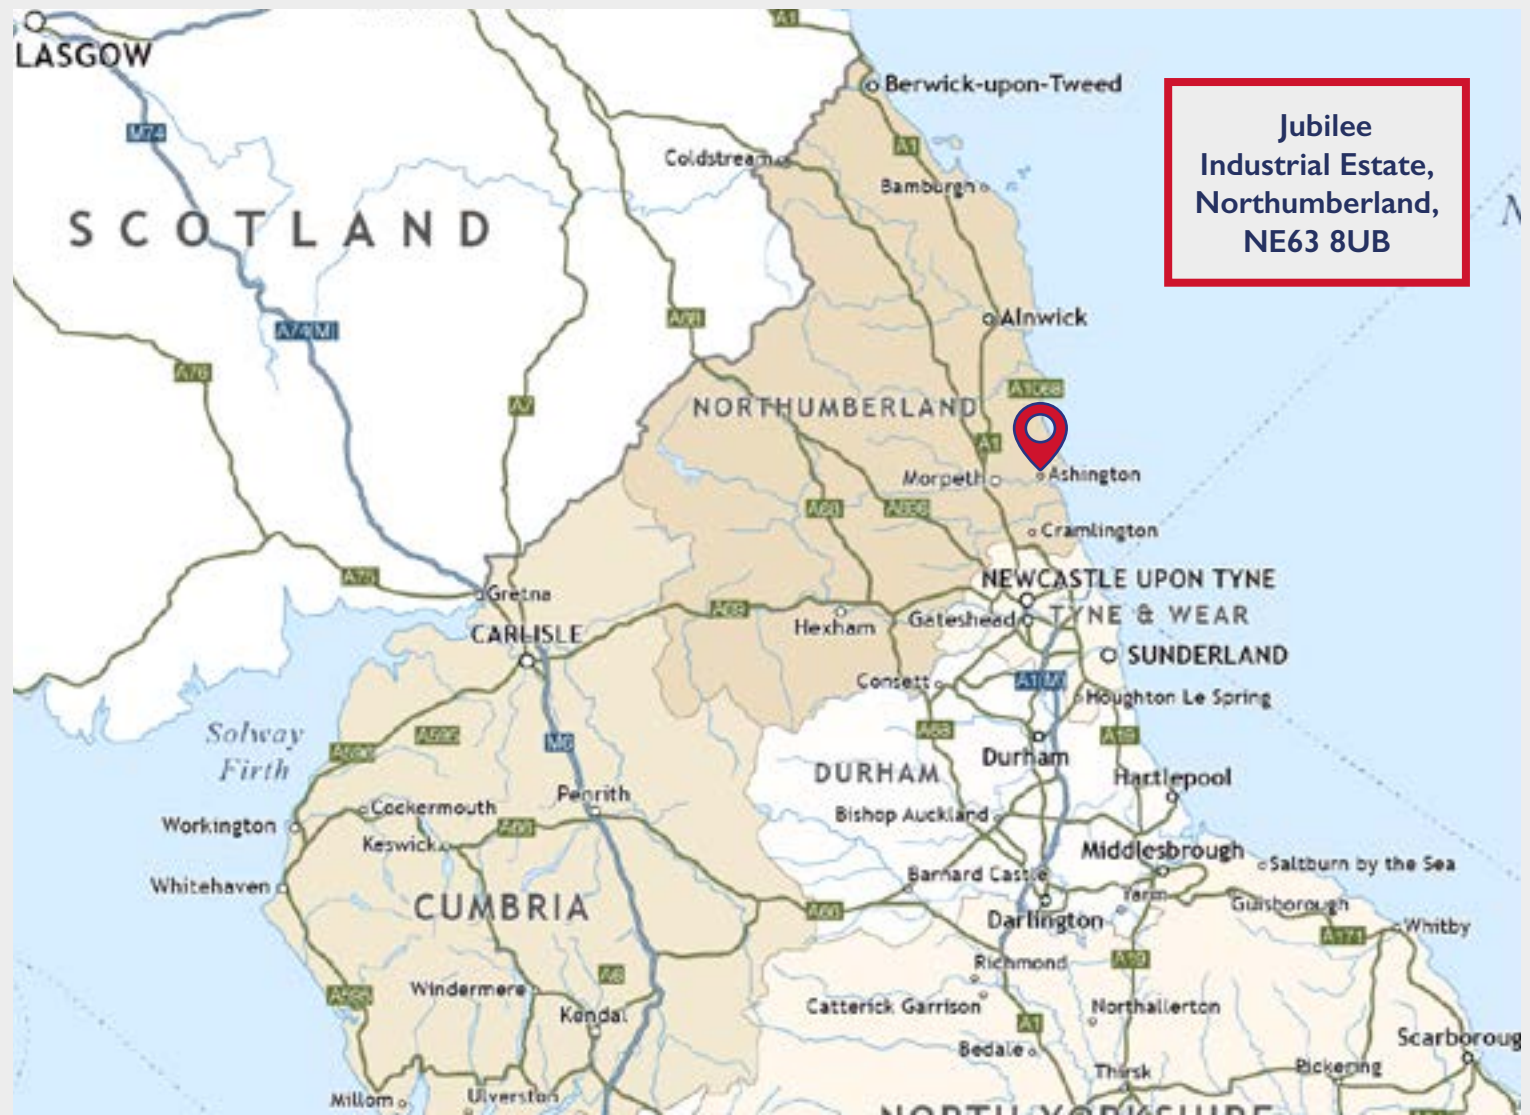 A1
LASGOW
Berwick-upon-Tweed
Jubilee
Industrial Estate,
Northumberland,
NE63 8UB
M74
A1
Coldstream
Bamburgh
SCOTLAND
N
Alnwick
A68
A74(M)
A76
A1068
A7
NORTHUMBERLAND
A1
Morpeth
Ashington
A68
A696
Cramlington
A75
NEWCASTLE UPON TYNE
Gretna
A69
Hexham
Gateshead
TYNE & WEAR
CARLISLE
SUNDERLAND
Consett
A1(M)
Houghton Le Spring
Solway
Firth
A595
M6
A68
A19
Durham
DURHAM
Hartlepool
Penrith
Cockermouth
Bishop Auckland
Workington
A66
Keswick
Middlesbrough
Saltburn by the Sea
Whitehaven
Barnard Castle
Yarm
Guisborough
CUMBRIA
A66
Darlington
Whitby
A171
Richmond
A19
A6
Windermere
A595
Catterick Garrison
Northallerton
Kendal
A1
Scarboroug
Bedale
Pickering
Thirsk
Millom
Ulverston
NORTH YORKSHIRE